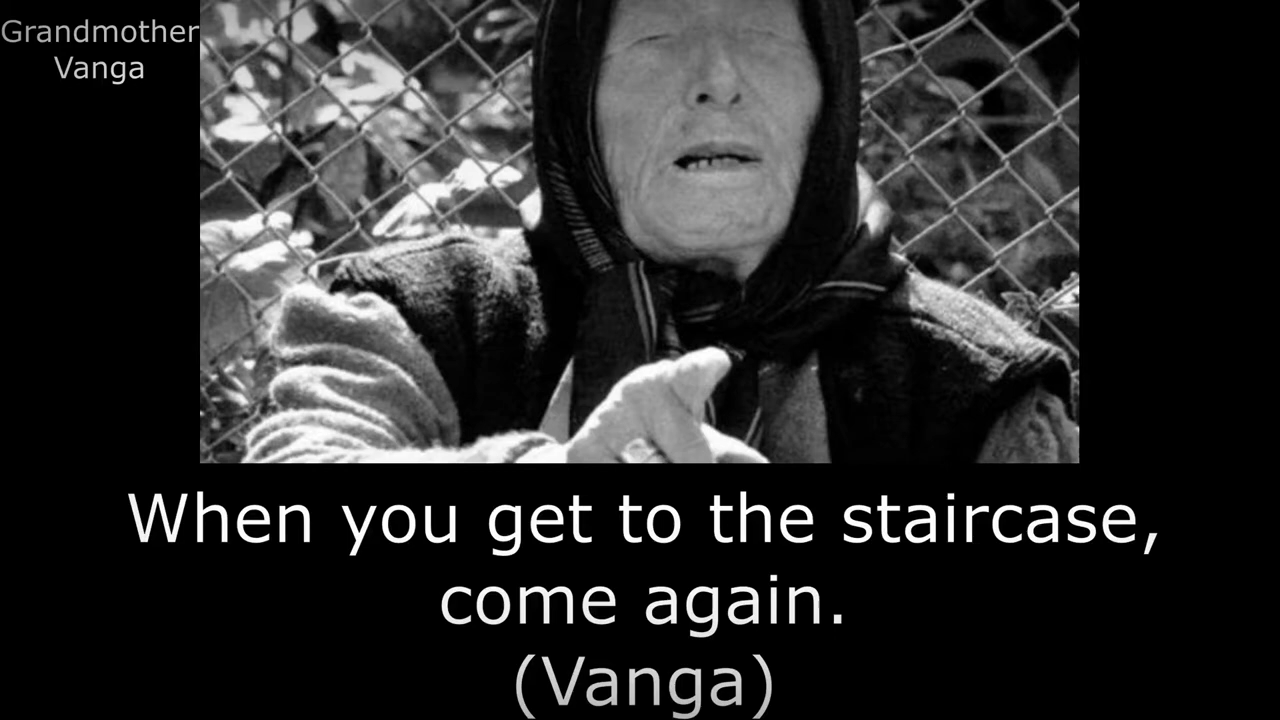 Grandmother
Vanga
When you get to the staircase,
come again.
(Vanga)